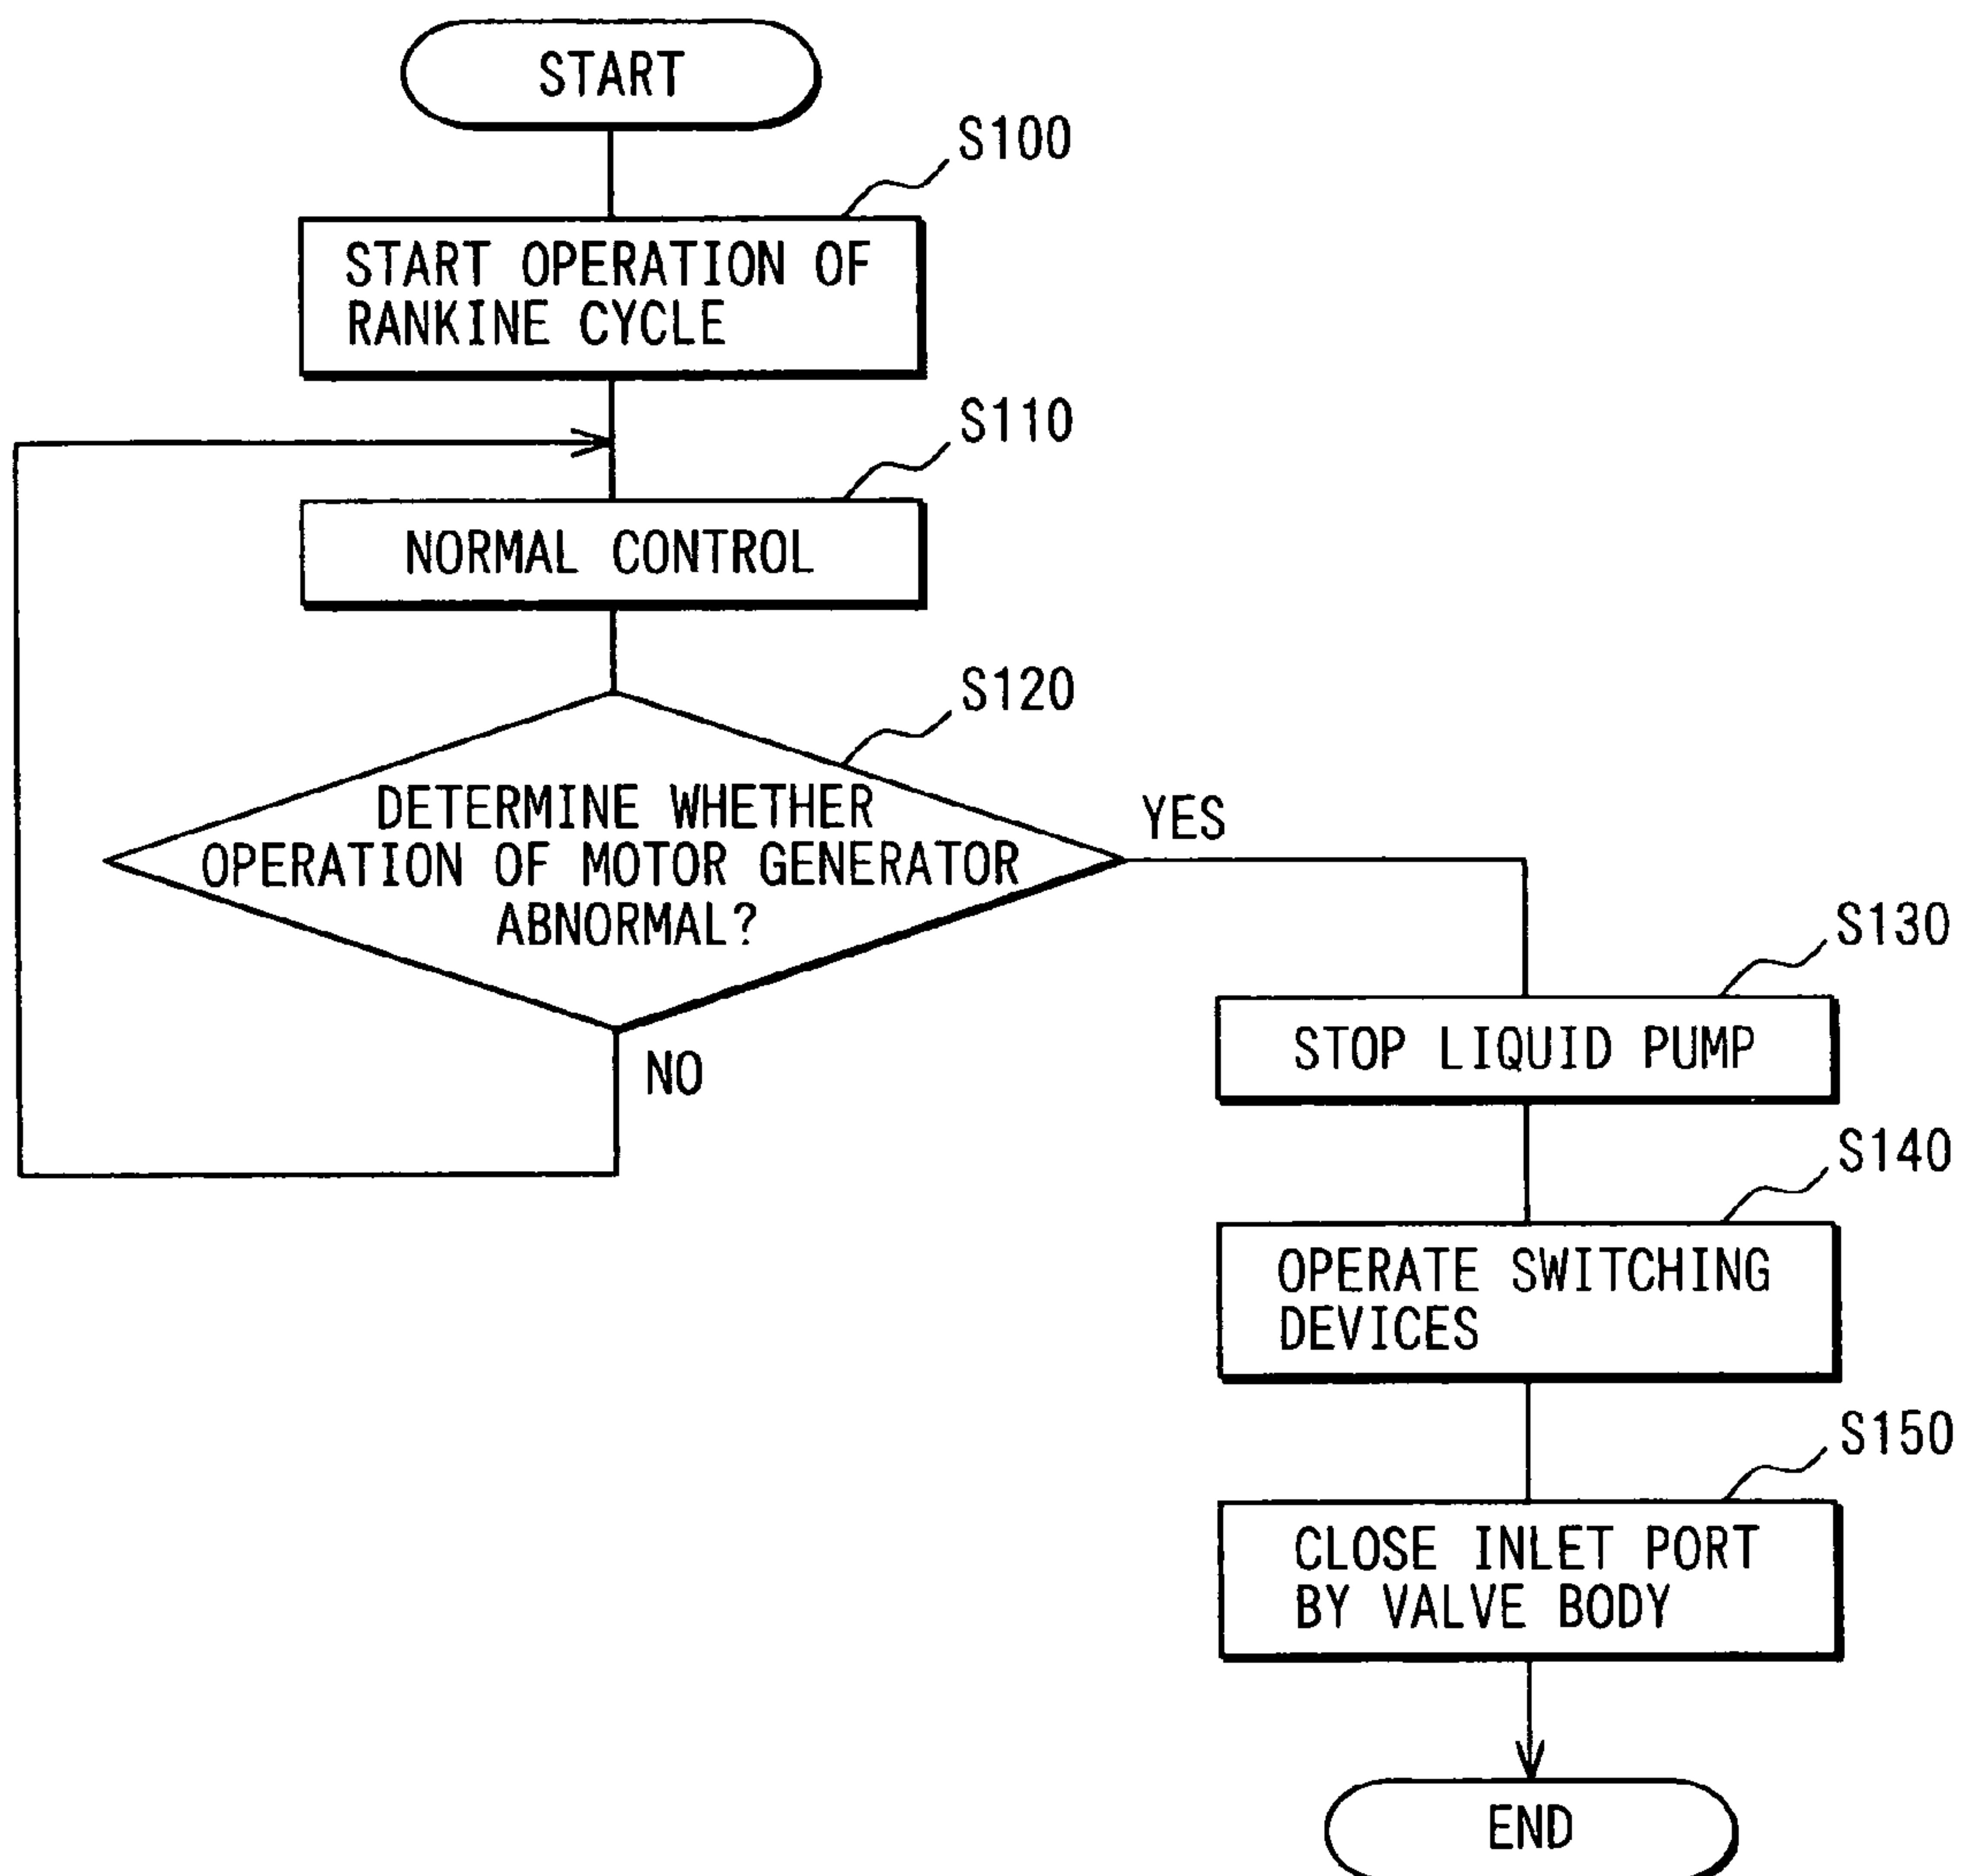 START
S100
START OPERATION OF
RANKINE CYCLE
S110
NORMAL CONTROL
S120
DETERMINE WHETHER
OPERATION OF MOTOR GENERATOR
ABNORMAL?
YES
NO
S130
STOP LIQUID PUMP
S140
OPERATE SWITCHING
DEVICES
S150
CLOSE INLET PORT
BY VALVE BODY
END